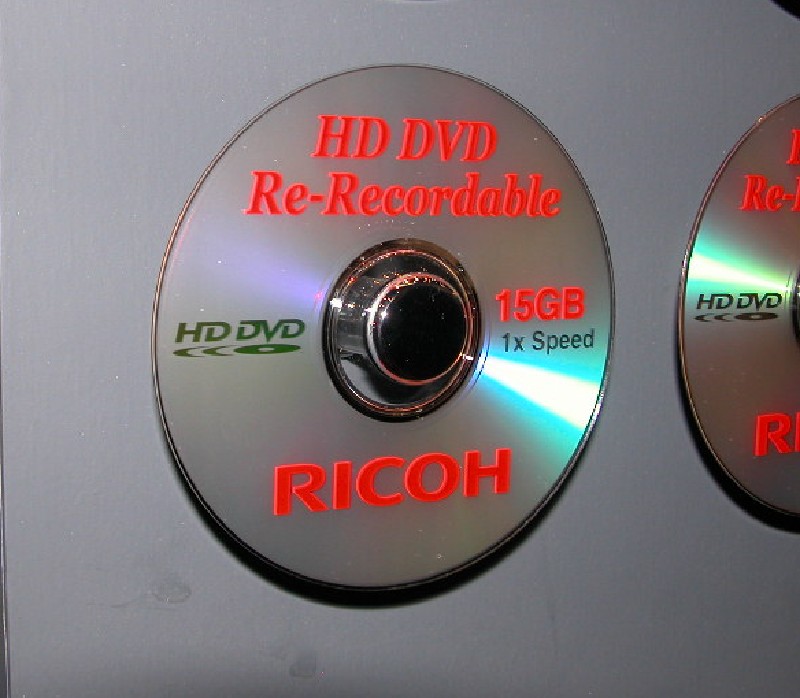 HD DVD
Re-Recordable
HD DVD
15GB
1x Speed
RICOH
HD DVD